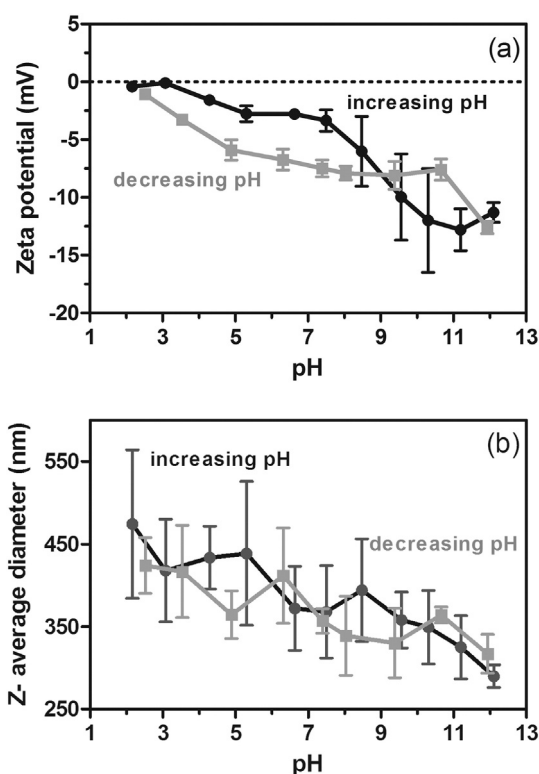 5
(a)
0
increasing pH
-5
decreasing pH
-10
-15
-20
Zeta potential (mV)
1 3 5 7 9 11 13
pH
(b)
550
increasing pH
450
decreasing pH
350
250
Z- average diameter (nm)
1 3 5 7 9 11 13
pH